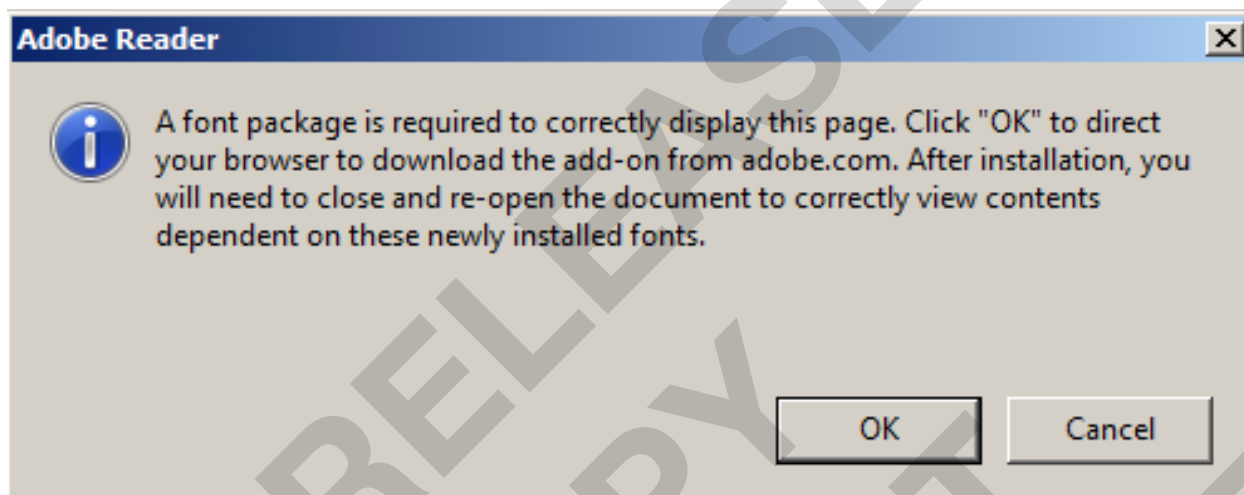 Adobe Reader
A font package is required to correctly display this page. Click "OK" to direct
your browser to download the add-on from adobe.com. After installation, you
will need to close and re-open the document to correctly view contents
dependent on these newly installed fonts.
OK
Cancel